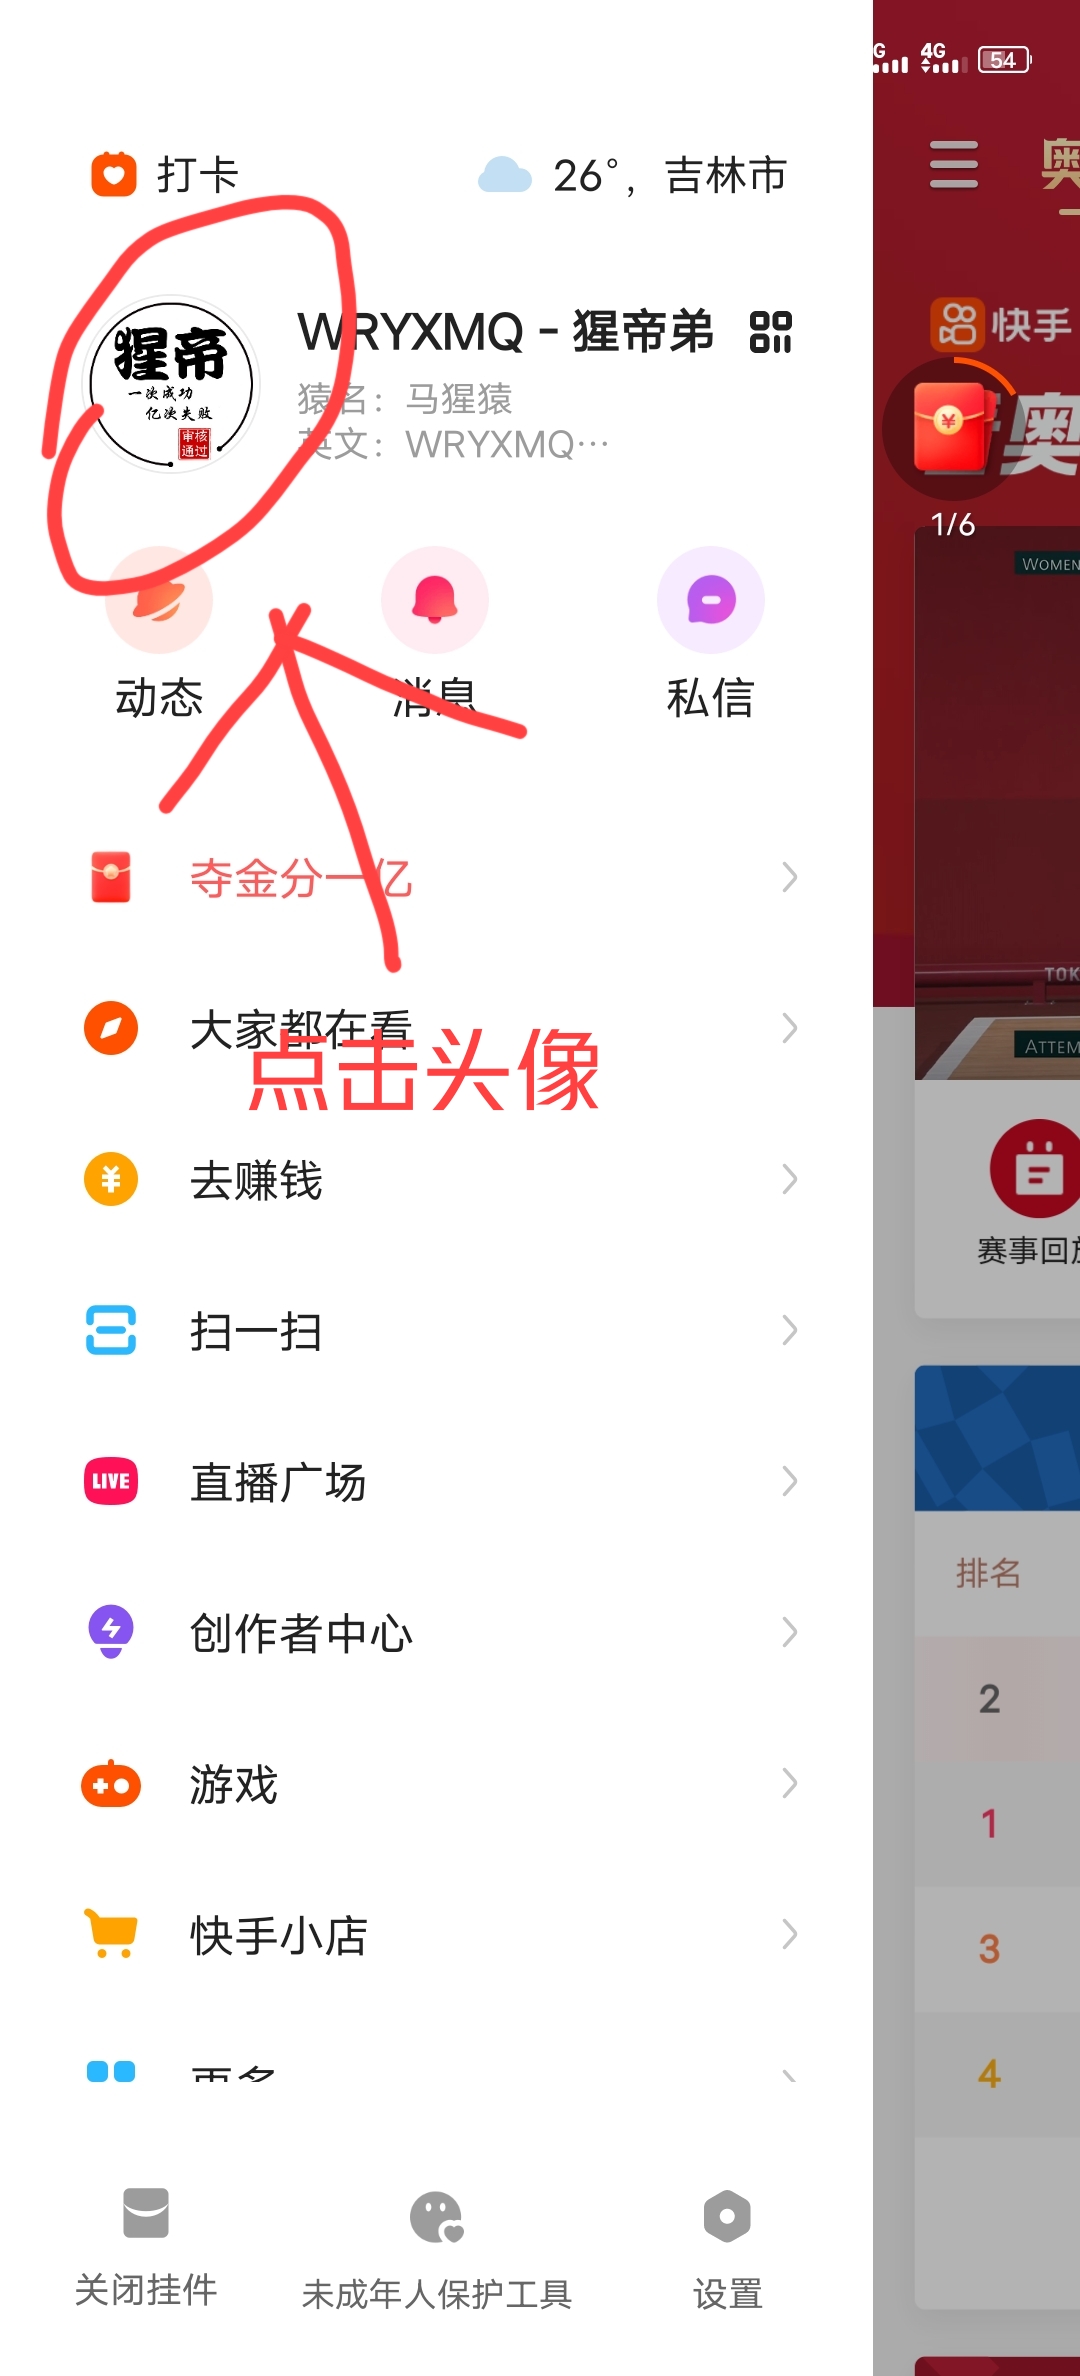 打卡
26°，吉林市
猩帝
一次成功
亿次失败
审核
通过
WRYXMQ - 猩帝弟
猿名：马猩猿
英文：WRYXMQ…
动态
消息
私信
夺金分一亿
大家都在看
点击头像
去赚钱
扫一扫
直播广场
LIVE
创作者中心
游戏
快手小店
更多
关闭挂件
未成年人保护工具
设置
G 4G 54
奥
快手
奥
1/6
WOMEN
TOK
ATTEM
赛事回放
排名
2
1
3
4